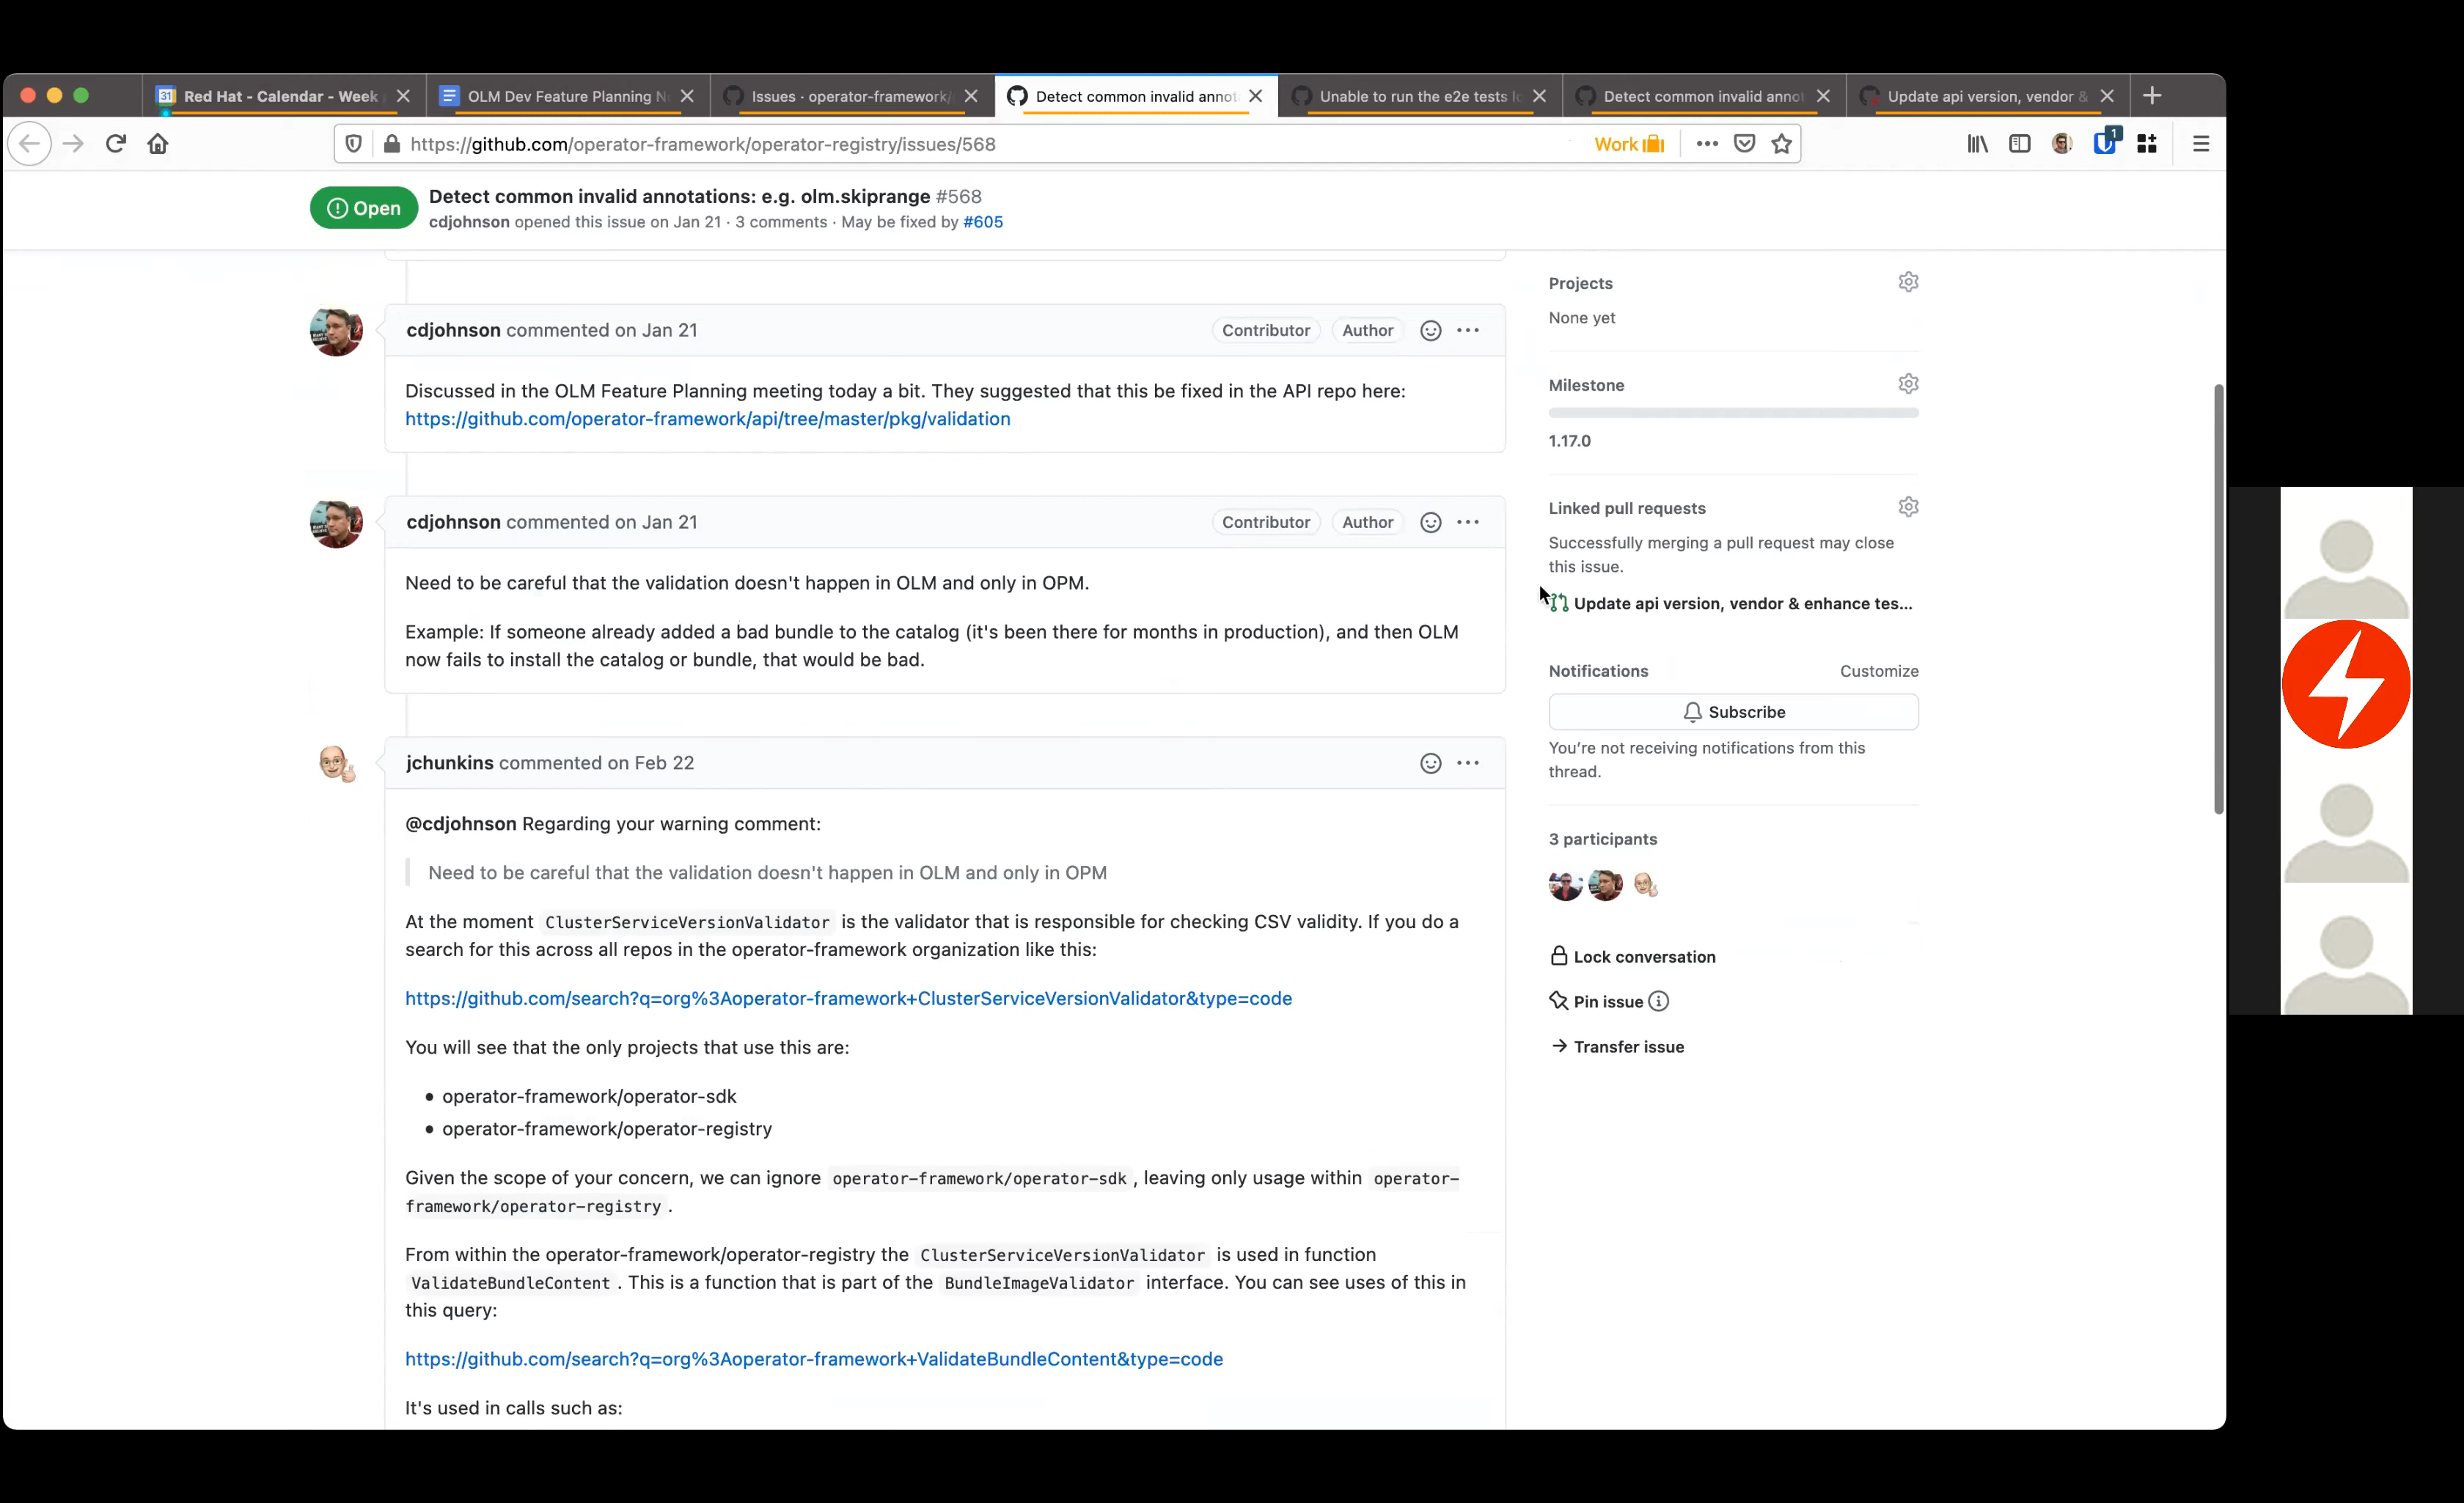 31 Red Hat - Calendar - Week
OLM Dev Feature Planning N
Issues · operator-framework/
Detect common invalid annot
Unable to run the e2e tests lo
Detect common invalid annot
Update api version, vendor &
https://github.com/operator-framework/operator-registry/issues/568
Work
1
Open
Detect common invalid annotations: e.g. olm.skiprange #568
cdjohnson opened this issue on Jan 21 · 3 comments · May be fixed by #605
cdjohnson commented on Jan 21
Contributor
Author
Discussed in the OLM Feature Planning meeting today a bit. They suggested that this be fixed in the API repo here:
https://github.com/operator-framework/api/tree/master/pkg/validation
cdjohnson commented on Jan 21
Contributor
Author
Need to be careful that the validation doesn't happen in OLM and only in OPM.
Example: If someone already added a bad bundle to the catalog (it's been there for months in production), and then OLM
now fails to install the catalog or bundle, that would be bad.
jchunkins commented on Feb 22
@cdjohnson Regarding your warning comment:
Need to be careful that the validation doesn't happen in OLM and only in OPM
At the moment ClusterServiceVersionValidator is the validator that is responsible for checking CSV validity. If you do a
search for this across all repos in the operator-framework organization like this:
https://github.com/search?q=org%3Aoperator-framework+ClusterServiceVersionValidator&type=code
You will see that the only projects that use this are:
• operator-framework/operator-sdk
• operator-framework/operator-registry
Given the scope of your concern, we can ignore operator-framework/operator-sdk , leaving only usage within operator-
framework/operator-registry .
From within the operator-framework/operator-registry the ClusterServiceVersionValidator is used in function
ValidateBundleContent . This is a function that is part of the BundleImageValidator interface. You can see uses of this in
this query:
https://github.com/search?q=org%3Aoperator-framework+ValidateBundleContent&type=code
It's used in calls such as:
Projects
None yet
Milestone
1.17.0
Linked pull requests
Successfully merging a pull request may close
this issue.
Update api version, vendor & enhance tes...
Notifications
Customize
Subscribe
You're not receiving notifications from this
thread.
3 participants
Lock conversation
Pin issue
Transfer issue